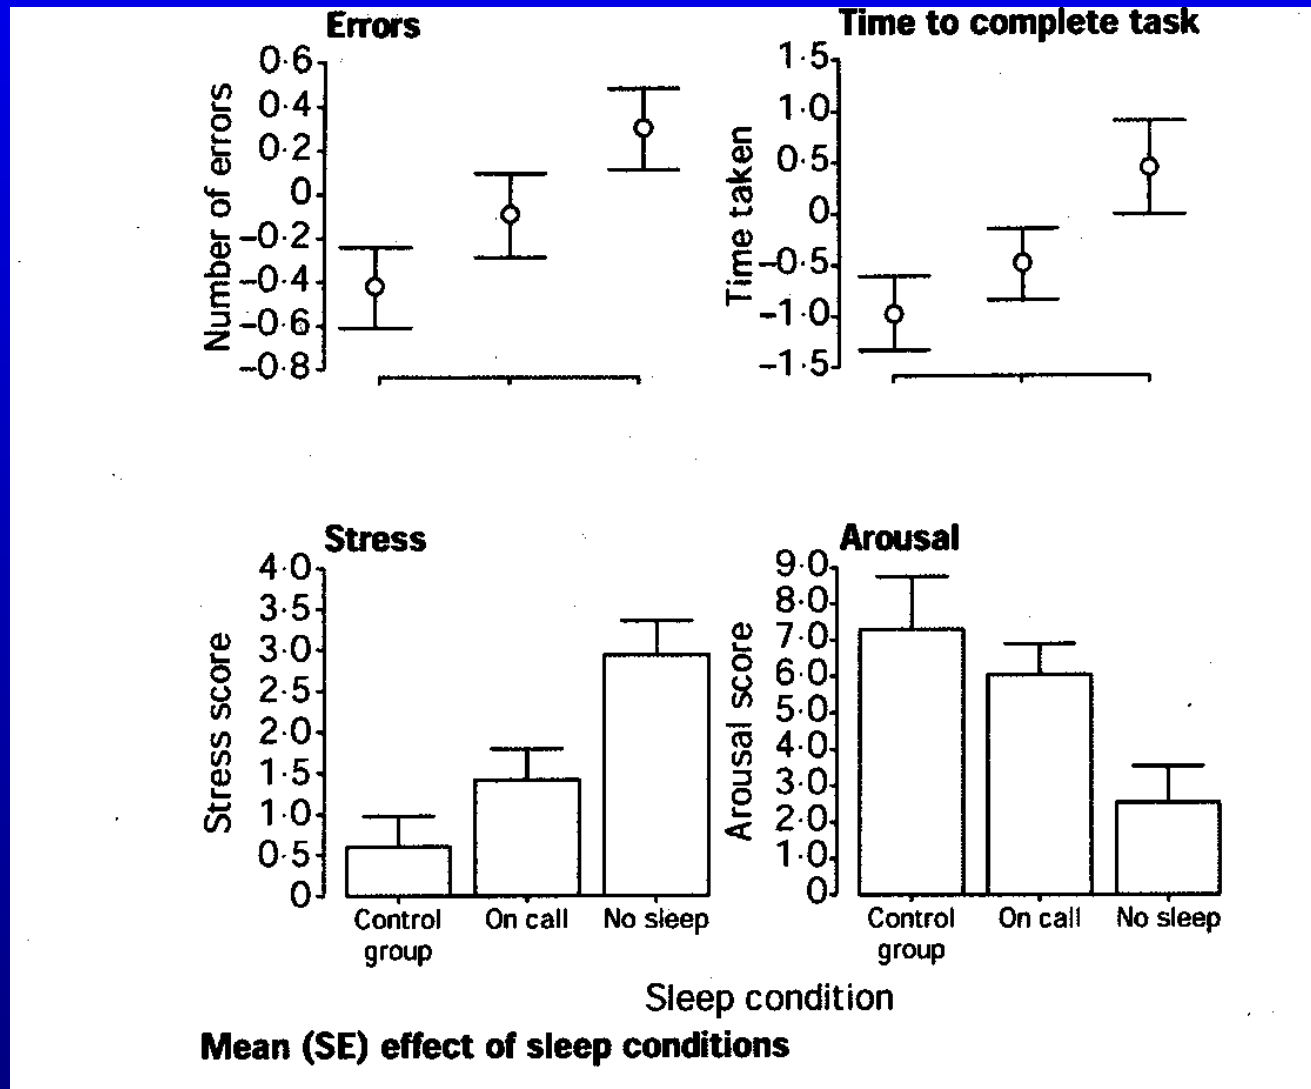 Errors
Number of errors
0·6
0·4
0·2
0
–0·2
–0·4
–0·6
–0·8
Time to complete task
Time taken
1·5
1·0
0·5
0
–0·5
–1·0
–1·5
Stress
Stress score
4·0
3·5
3·0
2·5
2·0
1·5
1·0
0·5
0
Control group
On call
No sleep
Arousal
Arousal score
9·0
8·0
7·0
6·0
5·0
4·0
3·0
2·0
1·0
0
Control group
On call
No sleep
Sleep condition
Mean (SE) effect of sleep conditions